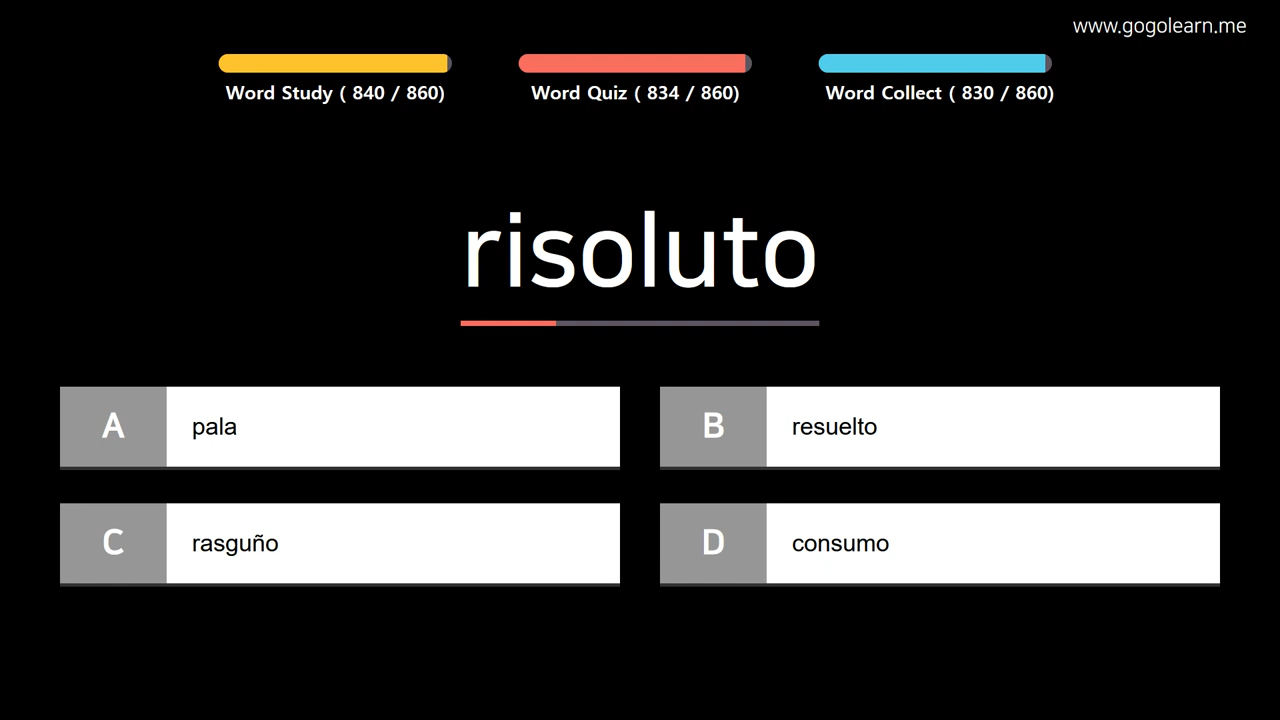 www.gogolearn.me
Word Study ( 840 / 860)
Word Quiz ( 834 / 860)
Word Collect ( 830 / 860)
risoluto
A pala
B resuelto
C rasguño
D consumo